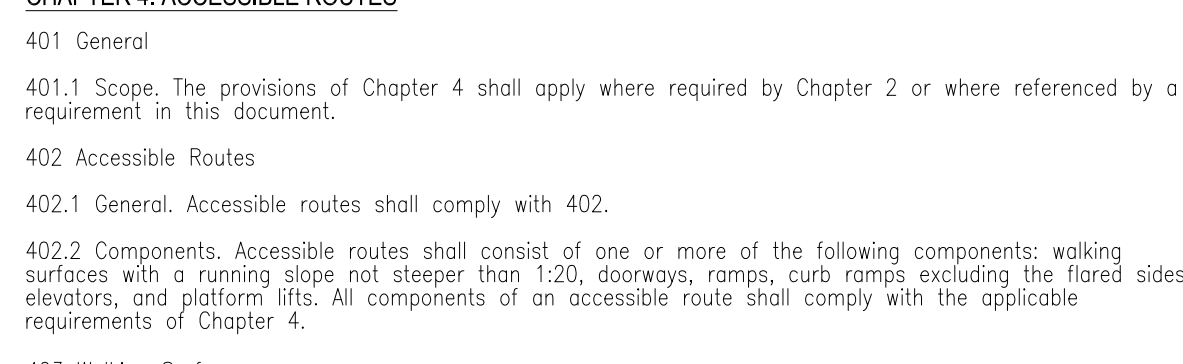 CHAPTER 4: ACCESSIBLE ROUTES
401 General
401.1 Scope. The provisions of Chapter 4 shall apply where required by Chapter 2 or where referenced by a
requirement in this document.
402 Accessible Routes
402.1 General. Accessible routes shall comply with 402.
402.2 Components. Accessible routes shall consist of one or more of the following components: walking
surfaces with a running slope not steeper than 1:20, doorways, ramps, curb ramps excluding the flared sides
elevators, and platform lifts. All components of an accessible route shall comply with the applicable
requirements of Chapter 4.